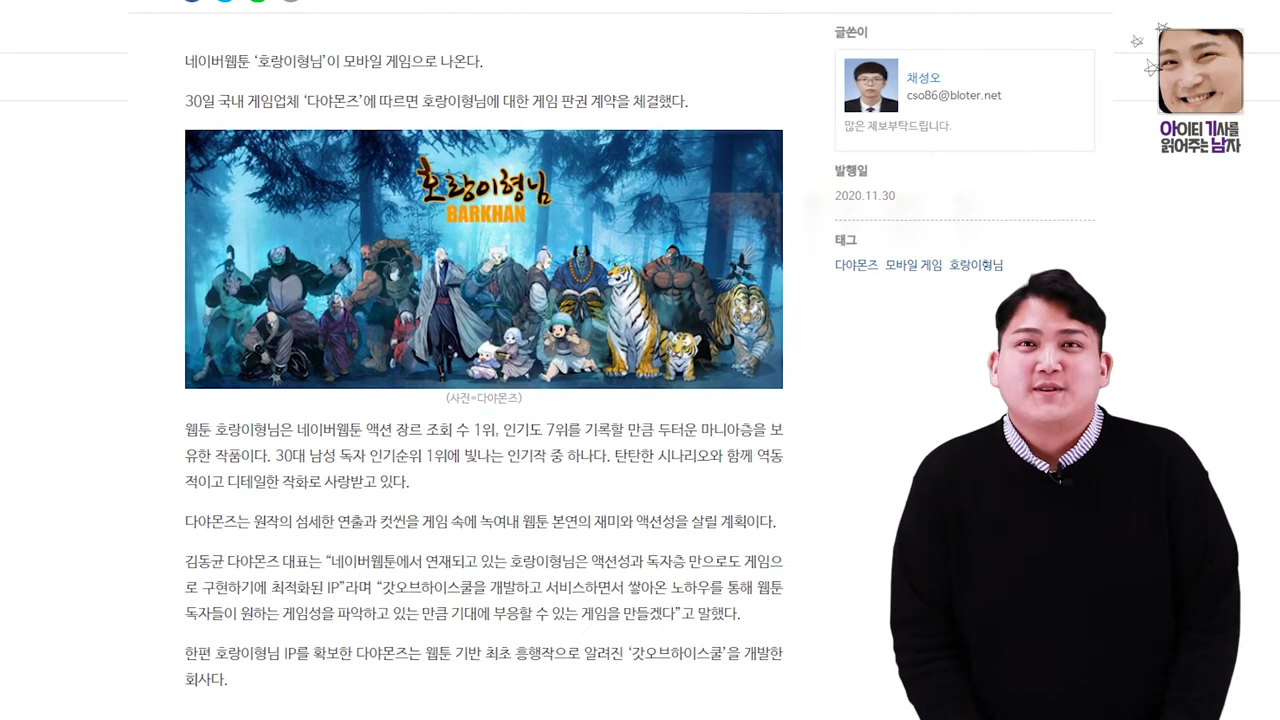 네이버웹툰 ‘호랑이형님’이 모바일 게임으로 나온다.
30일 국내 게임업체 ‘다야몬즈’에 따르면 호랑이형님에 대한 게임 판권 계약을 체결했다.
호랑이형님
BARKHAN
(사진=다야몬즈)
웹툰 호랑이형님은 네이버웹툰 액션 장르 조회 수 1위, 인기도 7위를 기록할 만큼 두터운 마니아층을 보
유한 작품이다. 30대 남성 독자 인기순위 1위에 빛나는 인기작 중 하나다. 탄탄한 시나리오와 함께 역동
적이고 디테일한 작화로 사랑받고 있다.
다야몬즈는 원작의 섬세한 연출과 컷씬을 게임 속에 녹여내 웹툰 본연의 재미와 액션성을 살릴 계획이다.
김동균 다야몬즈 대표는 “네이버웹툰에서 연재되고 있는 호랑이형님은 액션성과 독자층 만으로도 게임으
로 구현하기에 최적화된 IP”라며 “갓오브하이스쿨을 개발하고 서비스하면서 쌓아온 노하우를 통해 웹툰
독자들이 원하는 게임성을 파악하고 있는 만큼 기대에 부응할 수 있는 게임을 만들겠다”고 말했다.
한편 호랑이형님 IP를 확보한 다야몬즈는 웹툰 기반 최초 흥행작으로 알려진 ‘갓오브하이스쿨’을 개발한
회사다.
글쓴이
채성오
cso86@bloter.net
많은 제보부탁드립니다.
발행일
2020.11.30
태그
다야몬즈 모바일 게임 호랑이형님
아이티 기사를
읽어주는 남자